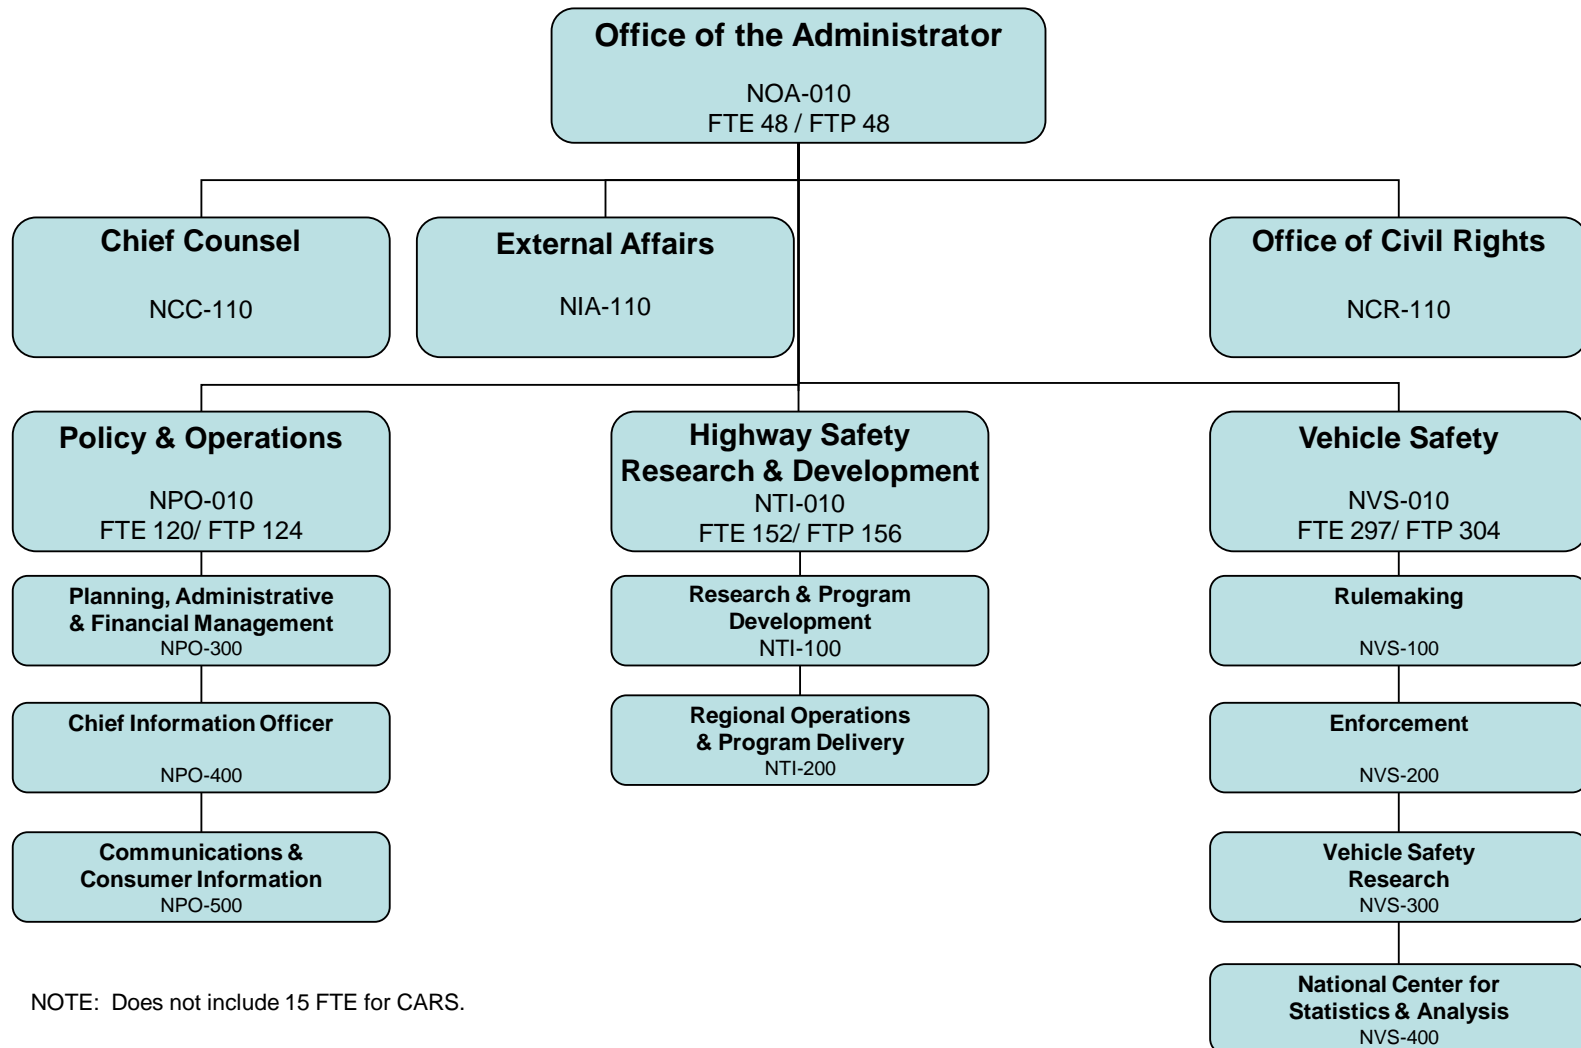 Office of the Administrator
NOA-010
FTE 48 / FTP 48
Chief Counsel
NCC-110
External Affairs
NIA-110
Office of Civil Rights
NCR-110
Policy & Operations
NPO-010
FTE 120/ FTP 124
Highway Safety
Research & Development
NTI-010
FTE 152/ FTP 156
Vehicle Safety
NVS-010
FTE 297/ FTP 304
Planning, Administrative
& Financial Management
NPO-300
Research & Program
Development
NTI-100
Rulemaking
NVS-100
Chief Information Officer
NPO-400
Regional Operations
& Program Delivery
NTI-200
Enforcement
NVS-200
Communications &
Consumer Information
NPO-500
Vehicle Safety
Research
NVS-300
National Center for
Statistics & Analysis
NVS-400
NOTE: Does not include 15 FTE for CARS.